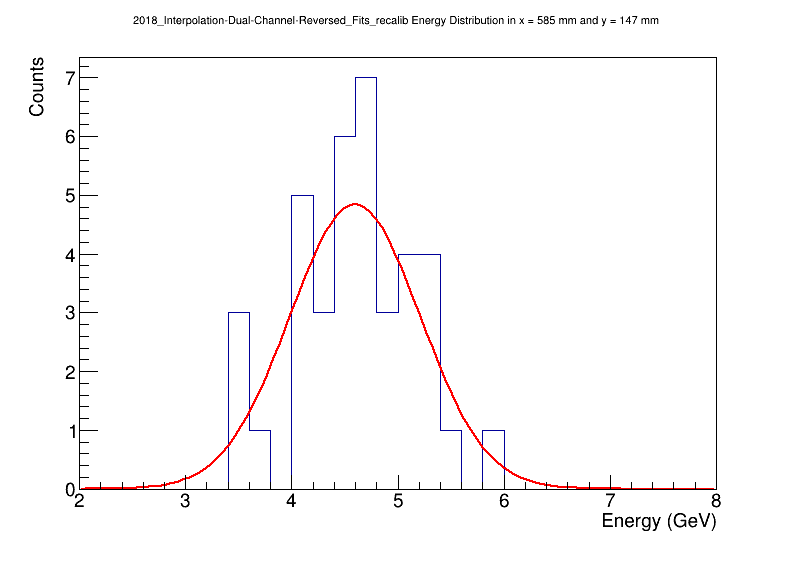 2018_Interpolation-Dual-Channel-Reversed_Fits_recalib Energy Distribution in x = 585 mm and y = 147 mm
Counts
7
6
5
4
3
2
1
0
2 3 4 5 6 7 8
Energy (GeV)